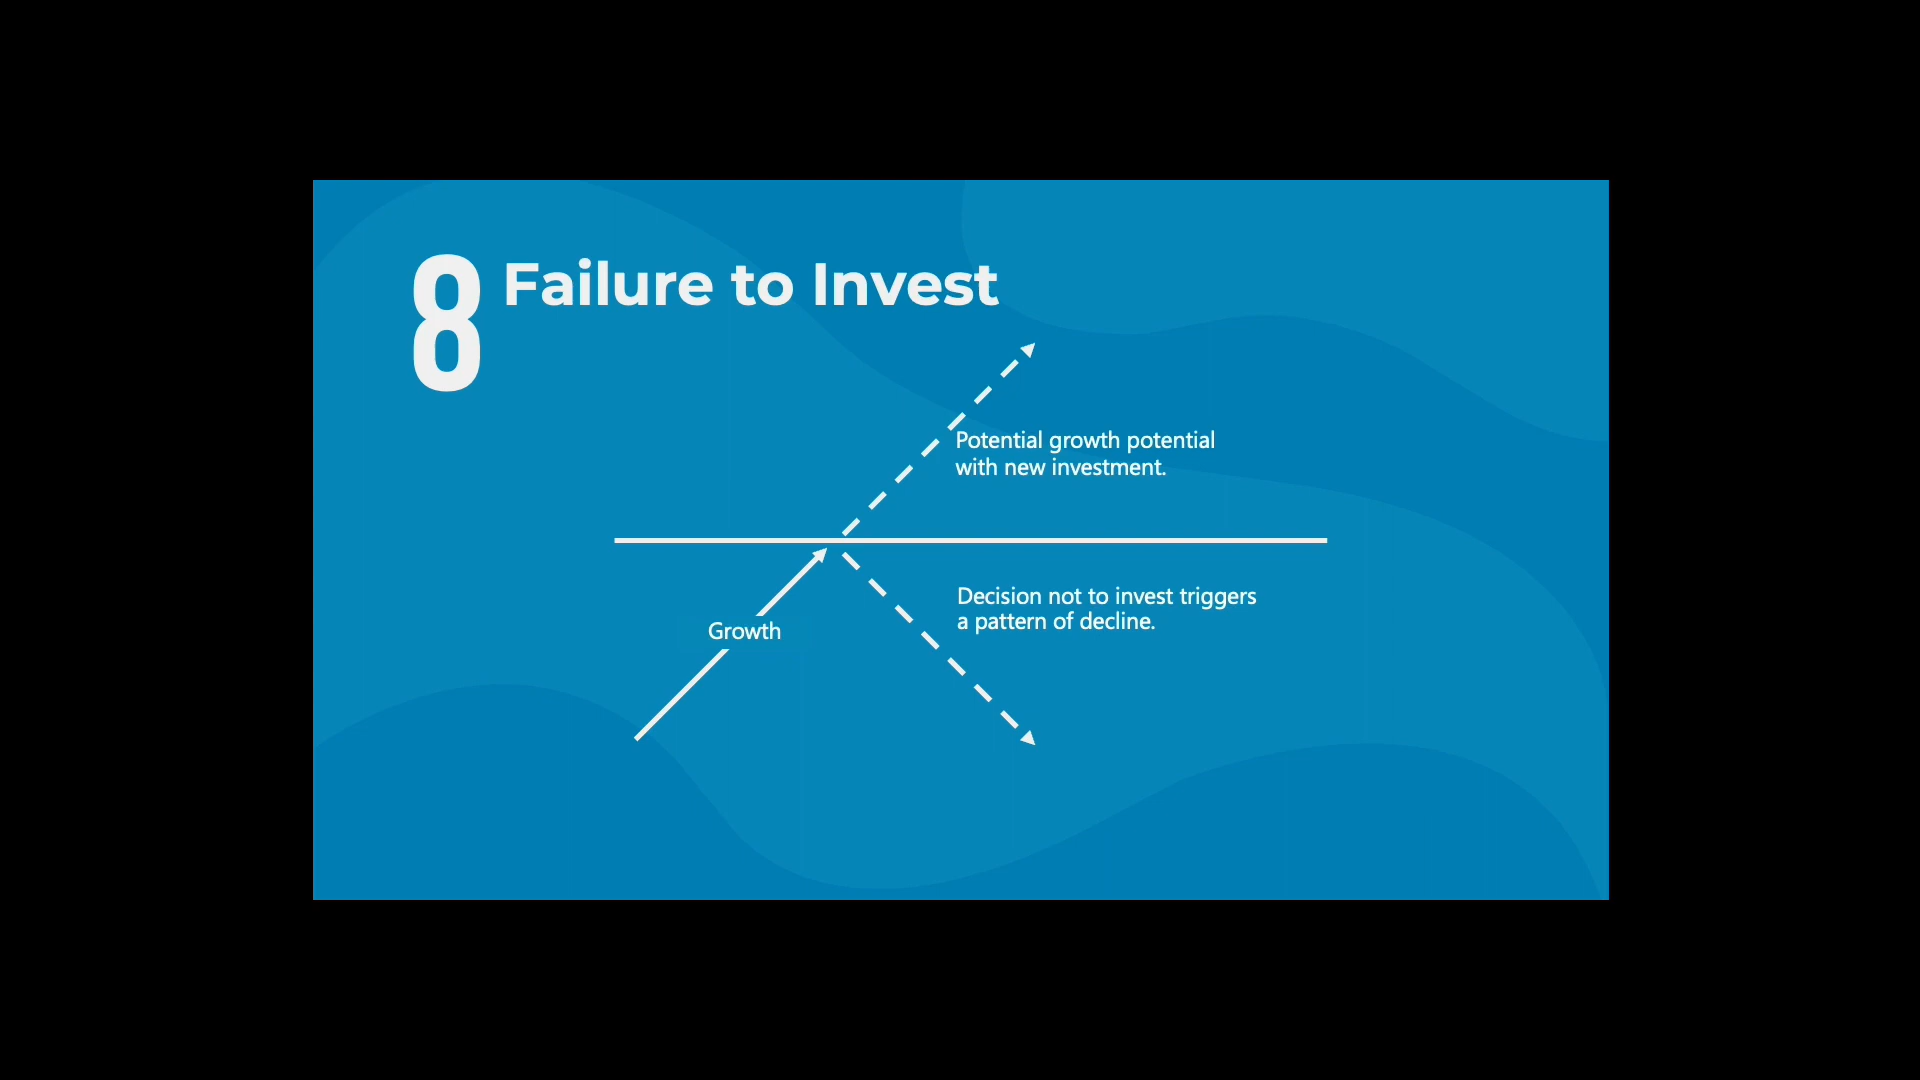 8 Failure to Invest
Potential growth potential
with new investment.
Decision not to invest triggers
a pattern of decline.
Growth